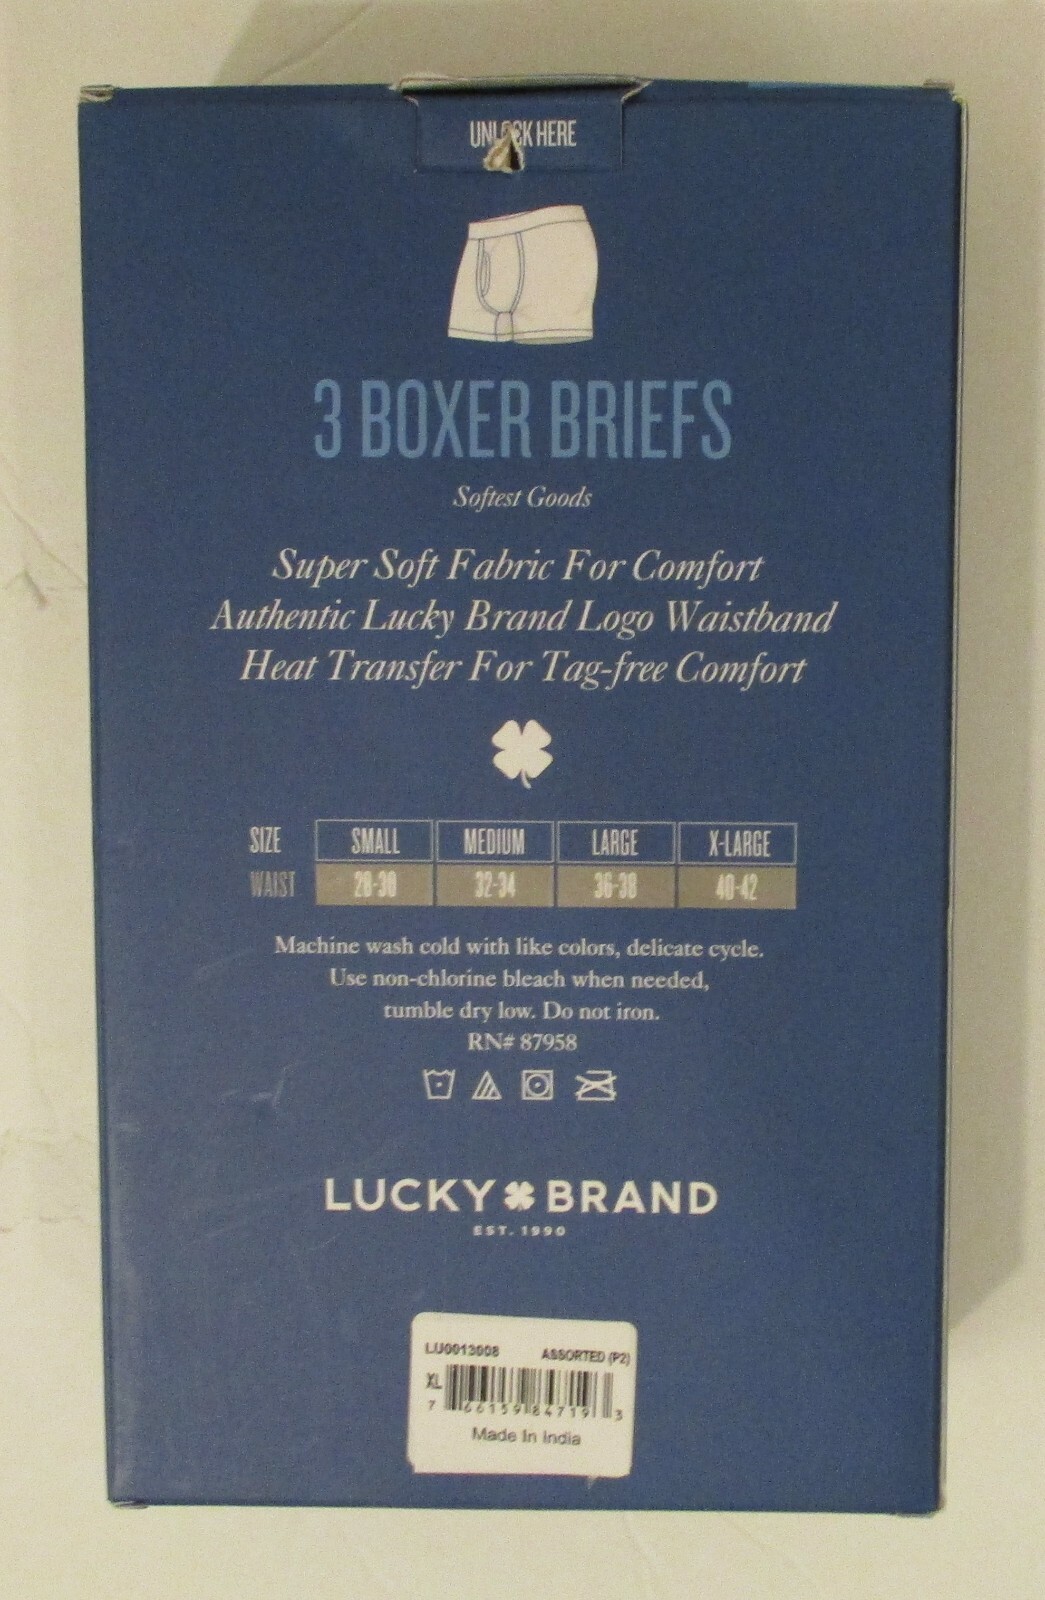 UNLOCK HERE
3 BOXER BRIEFS
Softest Goods
Super Soft Fabric For Comfort
Authentic Lucky Brand Logo Waistband
Heat Transfer For Tag-free Comfort
SIZE SMALL MEDIUM LARGE X-LARGE
WAIST 28-30 32-34 36-38 40-42
Machine wash cold with like colors, delicate cycle.
Use non-chlorine bleach when needed,
tumble dry low. Do not iron.
RN# 87958
LUCKY BRAND
EST. 1990
LU0013008 ASSORTED (P2)
XL
7 66159 84719 3
Made In India